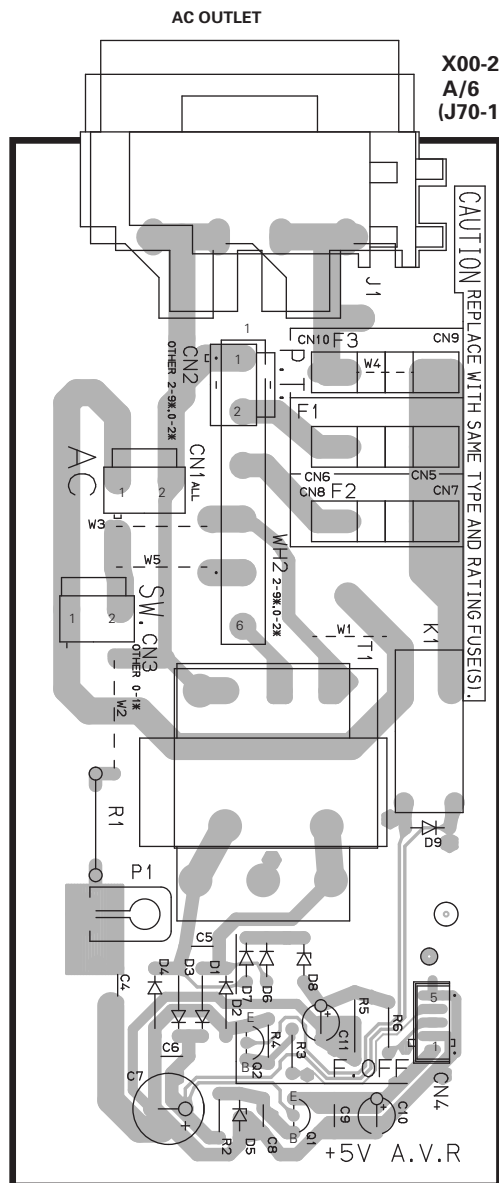 AC OUTLET
X00-2
A/6
(J70-1
CAUTION REPLACE WITH SAME TYPE AND RATING FUSE(S).
J1
1
CN10 F3 CN9
W4
P.T.
CN2
OTHER 2-9*,0-2*
1
2
F1
CN6 CN5
CN8 F2 CN7
AC
CN1 ALL
1 2
W3
W5
WH2 2-9*,0-2*
6
SW.CN3
OTHER 0-1*
1 2
W1
T1
K1
W2
R1
D9
P1
C5
C4
D4
D3
D1
D2
D7
D6
D8
C11
R5
R6
5
1
E
B
Q2
R4
R3
C6
F.OFF
CN4
C7
R2
D5
C8
E
B
Q1
C9
C10
+5V A.V.R